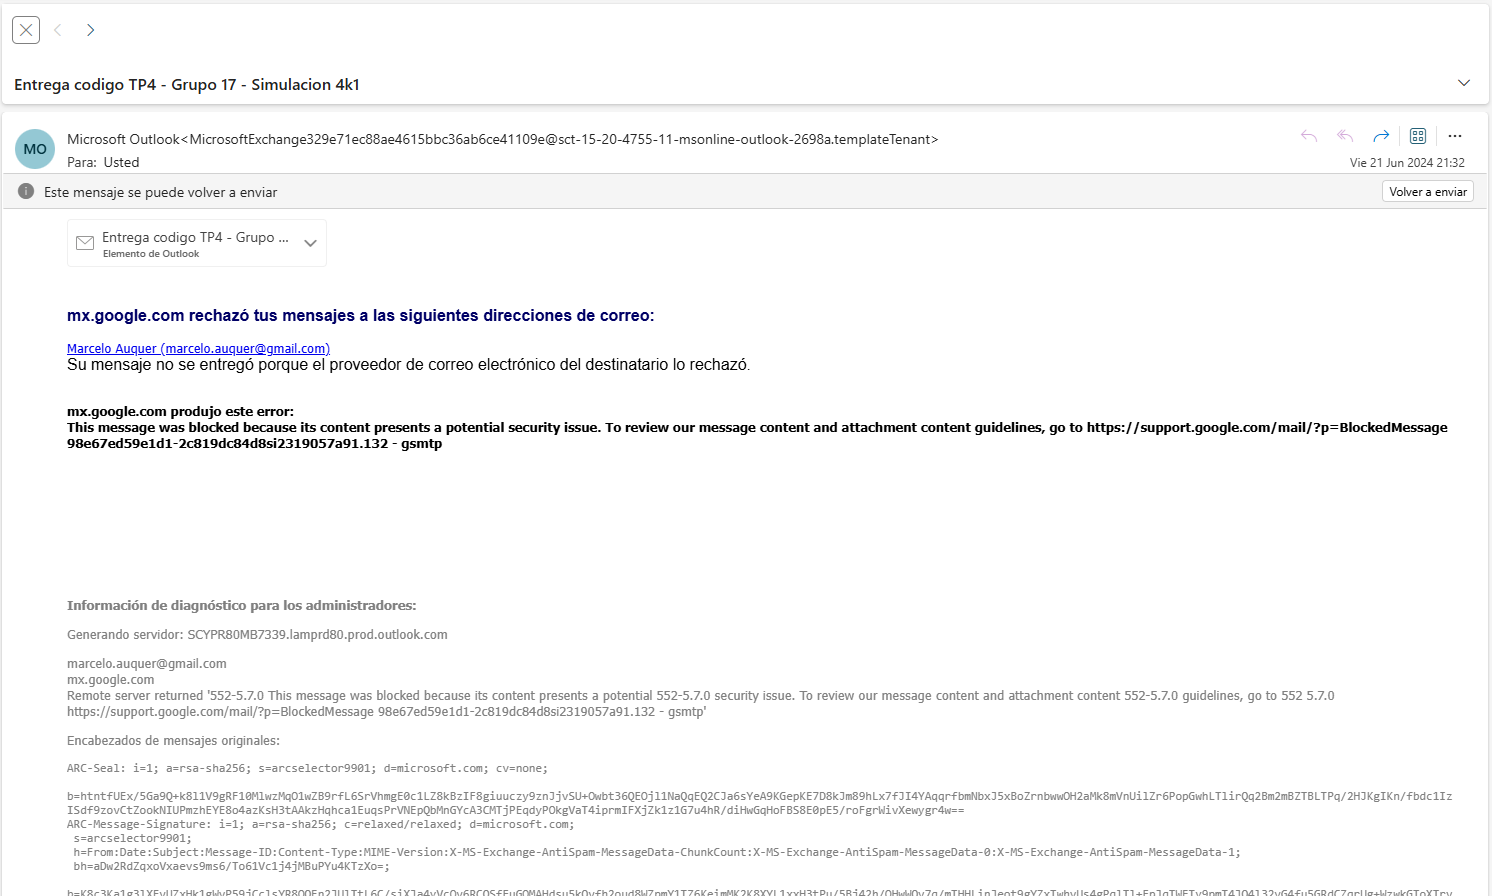 Entrega codigo TP4 - Grupo 17 - Simulacion 4k1
MO
Microsoft Outlook<MicrosoftExchange329e71ec88ae4615bbc36ab6ce41109e@sct-15-20-4755-11-msonline-outlook-2698a.templateTenant>
Para: Usted
Vie 21 Jun 2024 21:32
Este mensaje se puede volver a enviar
Volver a enviar
Entrega codigo TP4 - Grupo ...
Elemento de Outlook
mx.google.com rechazó tus mensajes a las siguientes direcciones de correo:
Marcelo Auquer (marcelo.auquer@gmail.com)
Su mensaje no se entregó porque el proveedor de correo electrónico del destinatario lo rechazó.
mx.google.com produjo este error:
This message was blocked because its content presents a potential security issue. To review our message content and attachment content guidelines, go to https://support.google.com/mail/?p=BlockedMessage
98e67ed59e1d1-2c819dc84d8si2319057a91.132 - gsmtp
Información de diagnóstico para los administradores:
Generando servidor: SCYPR80MB7339.lamprd80.prod.outlook.com
marcelo.auquer@gmail.com
mx.google.com
Remote server returned '552-5.7.0 This message was blocked because its content presents a potential 552-5.7.0 security issue. To review our message content and attachment content 552-5.7.0 guidelines, go to 552 5.7.0
https://support.google.com/mail/?p=BlockedMessage 98e67ed59e1d1-2c819dc84d8si2319057a91.132 - gsmtp'
Encabezados de mensajes originales:
ARC-Seal: i=1; a=rsa-sha256; s=arcselector9901; d=microsoft.com; cv=none;
ARC-Message-Signature: i=1; a=rsa-sha256; c=relaxed/relaxed; d=microsoft.com;
s=arcselector9901;
h=From:Date:Subject:Message-ID:Content-Type:MIME-Version:X-MS-Exchange-AntiSpam-MessageData-ChunkCount:X-MS-Exchange-AntiSpam-MessageData-0:X-MS-Exchange-AntiSpam-MessageData-1;
bh=aDw2RdZqxoVxaevs9ms6/To61Vc1j4jMBuPYu4KTzXo=;